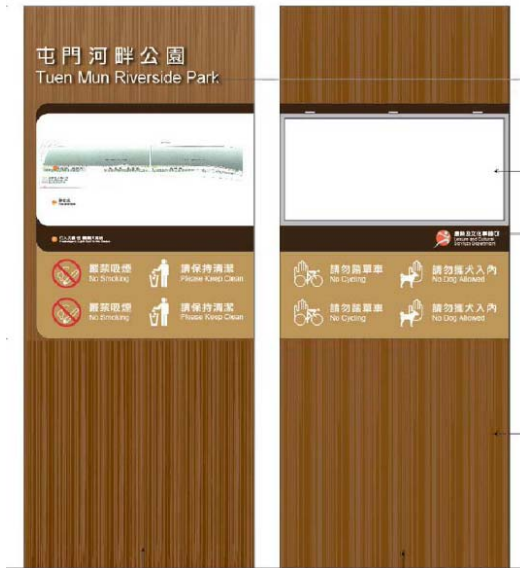 屯門河畔公園
Tuen Mun Riverside Park
嚴禁吸煙
No Smoking
請保持清潔
Please Keep Clean
嚴禁吸煙
No Smoking
請保持清潔
Please Keep Clean
康樂及文化事務署
Leisure and Cultural
Services Department
請勿踏單車
No Cycling
請勿攜犬入內
No Dog Allowed
請勿踏單車
No Cycling
請勿攜犬入內
No Dog Allowed